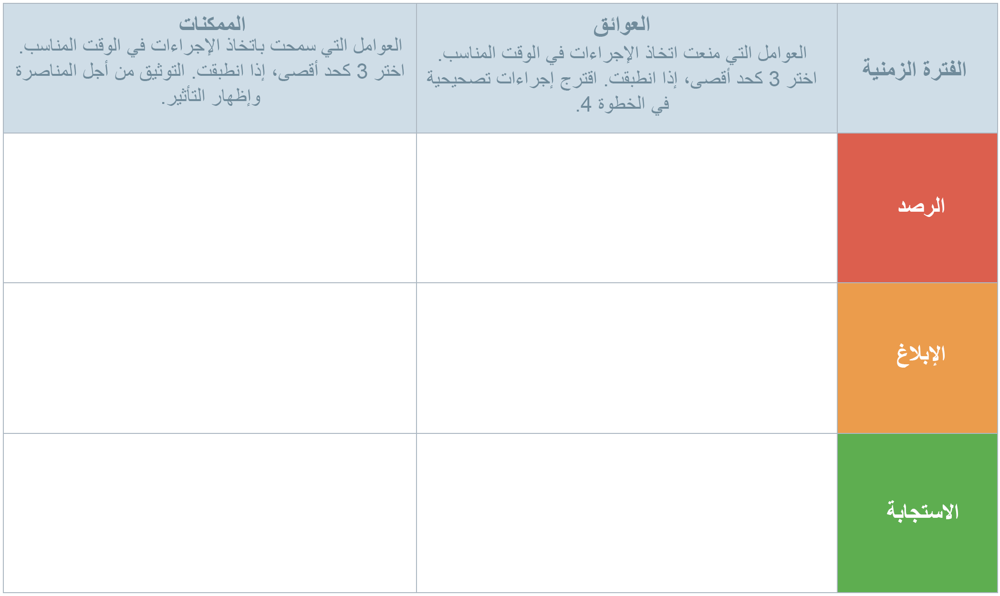 الفترة الزمنية
العوائق
العوامل التي منعت اتخاذ الإجراءات في الوقت المناسب.
اختر 3 كحد أقصى، إذا انطبقت. اقترح إجراءات تصحيحية
في الخطوة 4.
الممكنات
العوامل التي سمحت باتخاذ الإجراءات في الوقت المناسب.
اختر 3 كحد أقصى، إذا انطبقت. التوثيق من أجل المناصرة
وإظهار التأثير.
الرصد
الإبلاغ
الاستجابة